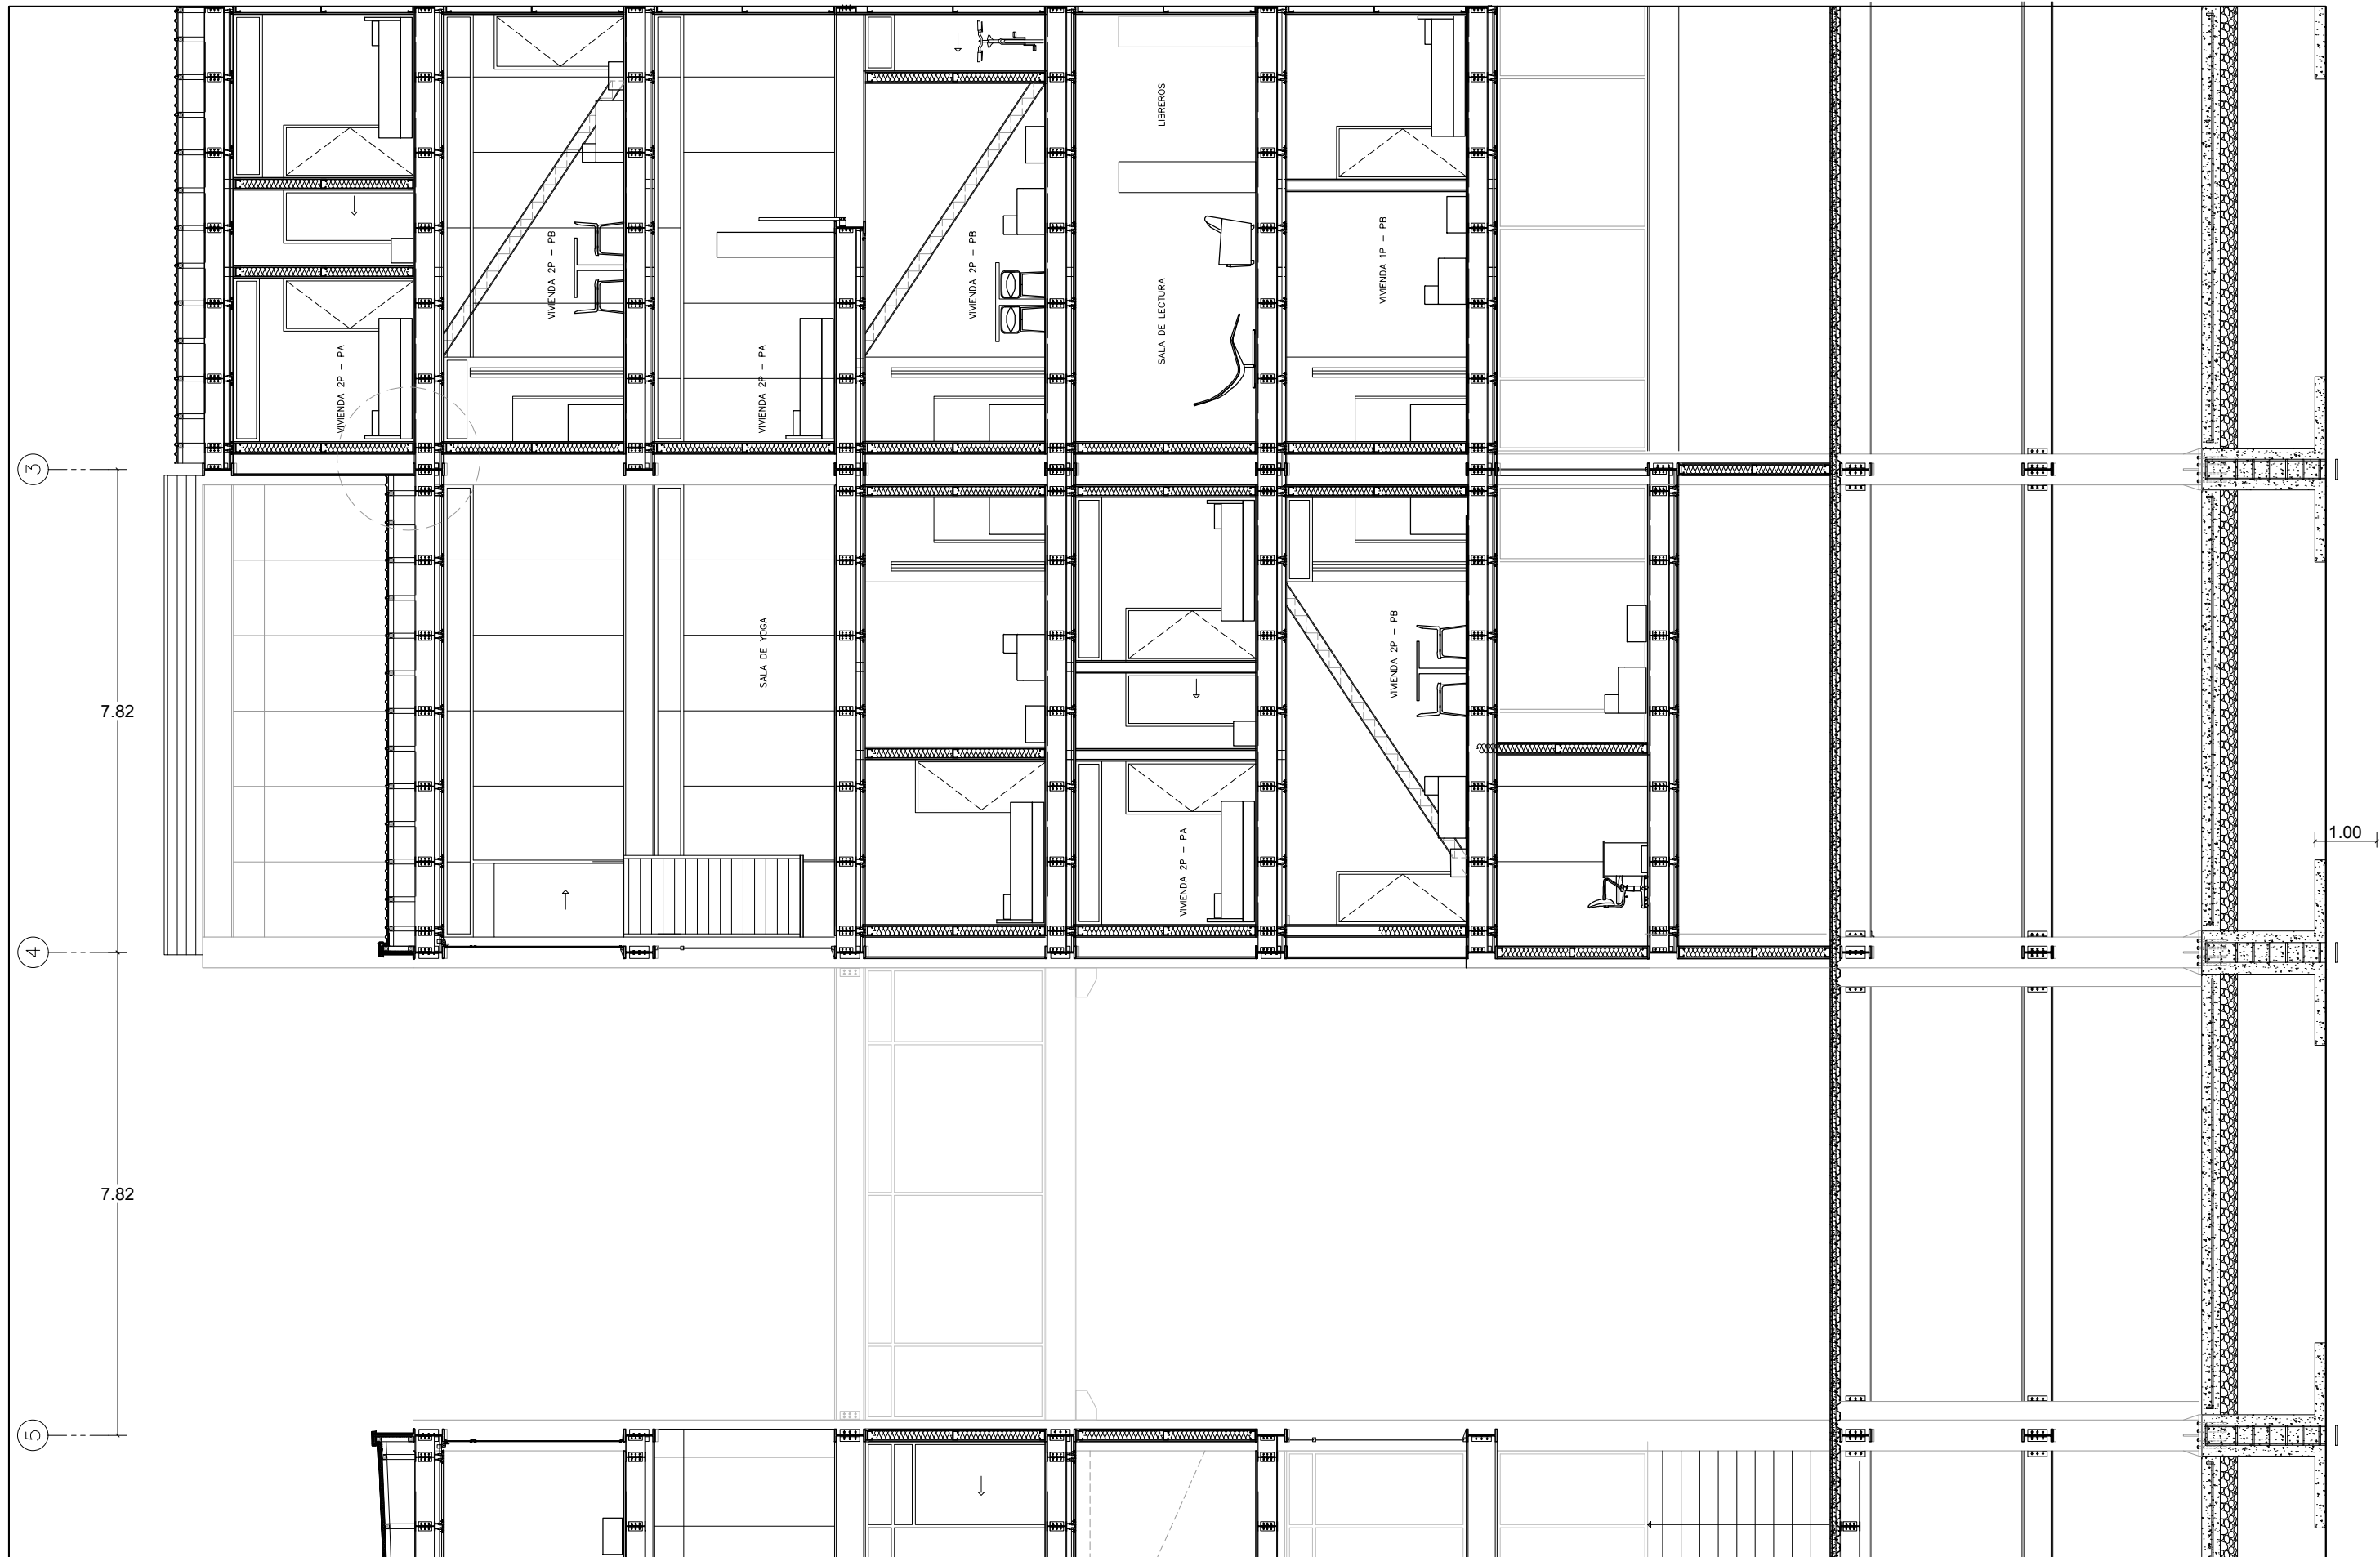 LIBREROS
VIVIENDA 2P - PB
VIVIENDA 2P - PB
VIVIENDA 1P - PB
SALA DE LECTURA
VIVIENDA 2P - PA
VIVIENDA 2P - PA
3
SALA DE YOGA
VIVIENDA 2P - PB
7.82
1.00
VIVIENDA 2P - PA
4
7.82
5